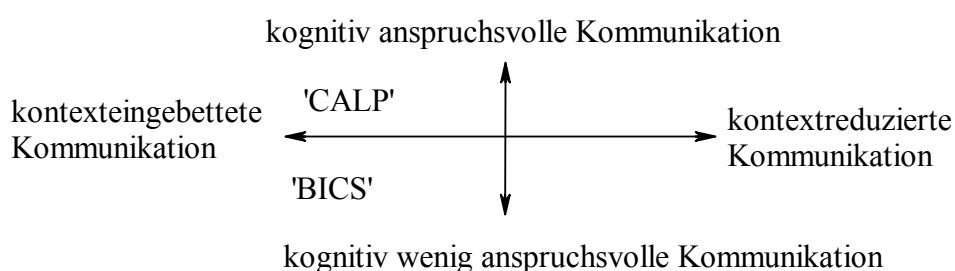 kognitiv anspruchsvolle Kommunikation
'CALP'
kontexteingebettete
Kommunikation
kontextreduzierte
Kommunikation
'BICS'
kognitiv wenig anspruchsvolle Kommunikation